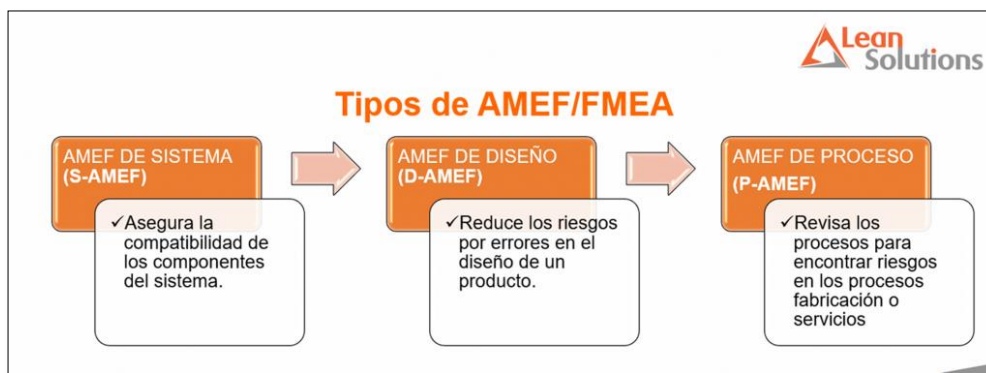 Lean
Solutions
Tipos de AMEF/FMEA
AMEF DE SISTEMA
(S-AMEF)
✓Asegura la
compatibilidad de
los componentes
del sistema.
AMEF DE DISEÑO
(D-AMEF)
✓Reduce los riesgos
por errores en el
diseño de un
producto.
AMEF DE PROCESO
(P-AMEF)
✓Revisa los
procesos para
encontrar riesgos
en los procesos
fabricación o
servicios